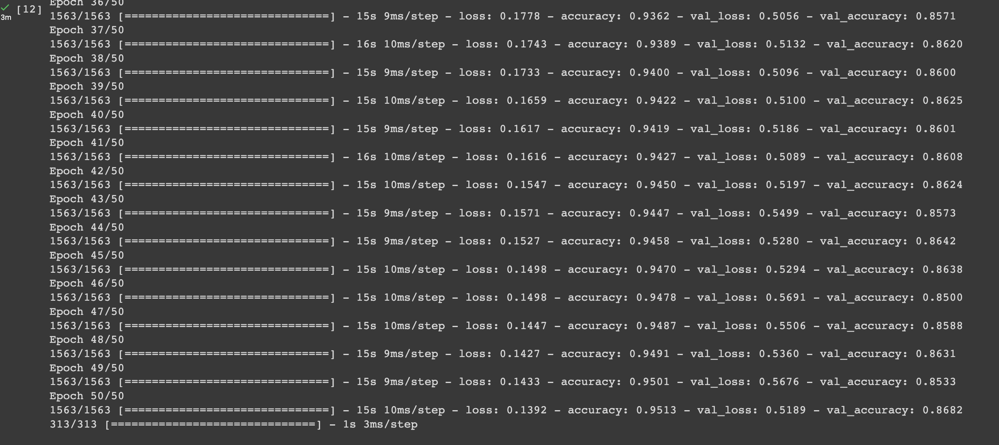 Epoch 36/50
[12]
3m
1563/1563 [==============================] - 15s 9ms/step - loss: 0.1778 - accuracy: 0.9362 - val_loss: 0.5056 - val_accuracy: 0.8571
Epoch 37/50
1563/1563 [==============================] - 16s 10ms/step - loss: 0.1743 - accuracy: 0.9389 - val_loss: 0.5132 - val_accuracy: 0.8620
Epoch 38/50
1563/1563 [==============================] - 15s 9ms/step - loss: 0.1733 - accuracy: 0.9400 - val_loss: 0.5096 - val_accuracy: 0.8600
Epoch 39/50
1563/1563 [==============================] - 15s 10ms/step - loss: 0.1659 - accuracy: 0.9422 - val_loss: 0.5100 - val_accuracy: 0.8625
Epoch 40/50
1563/1563 [==============================] - 15s 9ms/step - loss: 0.1617 - accuracy: 0.9419 - val_loss: 0.5186 - val_accuracy: 0.8601
Epoch 41/50
1563/1563 [==============================] - 16s 10ms/step - loss: 0.1616 - accuracy: 0.9427 - val_loss: 0.5089 - val_accuracy: 0.8608
Epoch 42/50
1563/1563 [==============================] - 15s 10ms/step - loss: 0.1547 - accuracy: 0.9450 - val_loss: 0.5197 - val_accuracy: 0.8624
Epoch 43/50
1563/1563 [==============================] - 15s 9ms/step - loss: 0.1571 - accuracy: 0.9447 - val_loss: 0.5499 - val_accuracy: 0.8573
Epoch 44/50
1563/1563 [==============================] - 15s 9ms/step - loss: 0.1527 - accuracy: 0.9458 - val_loss: 0.5280 - val_accuracy: 0.8642
Epoch 45/50
1563/1563 [==============================] - 15s 10ms/step - loss: 0.1498 - accuracy: 0.9470 - val_loss: 0.5294 - val_accuracy: 0.8638
Epoch 46/50
1563/1563 [==============================] - 15s 10ms/step - loss: 0.1498 - accuracy: 0.9478 - val_loss: 0.5691 - val_accuracy: 0.8500
Epoch 47/50
1563/1563 [==============================] - 15s 10ms/step - loss: 0.1447 - accuracy: 0.9487 - val_loss: 0.5506 - val_accuracy: 0.8588
Epoch 48/50
1563/1563 [==============================] - 15s 9ms/step - loss: 0.1427 - accuracy: 0.9491 - val_loss: 0.5360 - val_accuracy: 0.8631
Epoch 49/50
1563/1563 [==============================] - 15s 9ms/step - loss: 0.1433 - accuracy: 0.9501 - val_loss: 0.5676 - val_accuracy: 0.8533
Epoch 50/50
1563/1563 [==============================] - 15s 10ms/step - loss: 0.1392 - accuracy: 0.9513 - val_loss: 0.5189 - val_accuracy: 0.8682
313/313 [==============================] - 1s 3ms/step